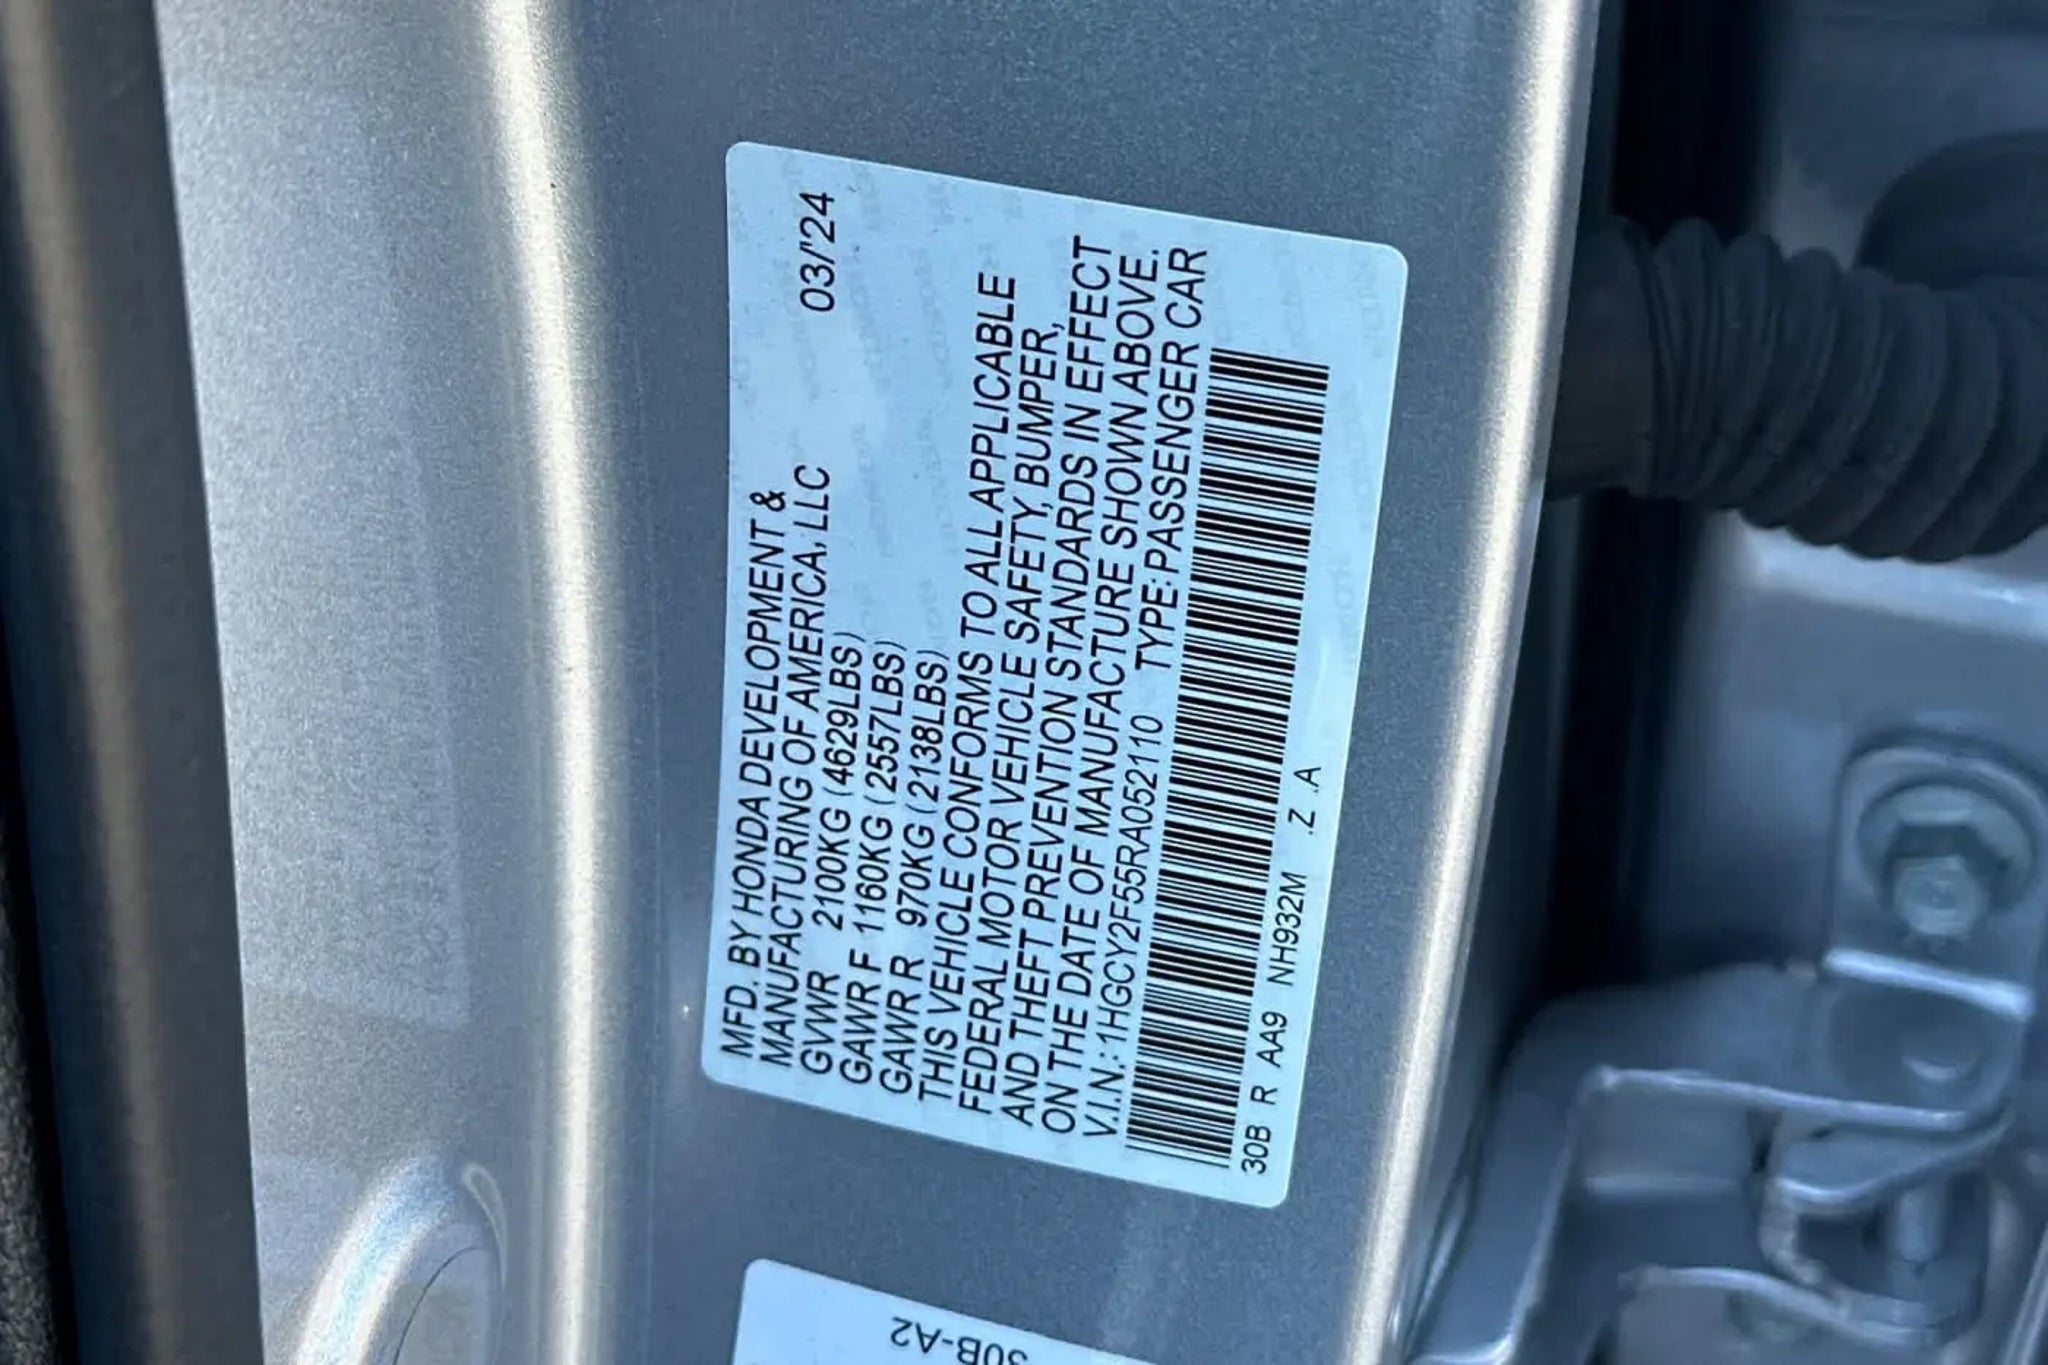 MFD. BY HONDA DEVELOPMENT &
MANUFACTURING OF AMERICA, LLC 03/'24
GVWR 2100KG (4629LBS)
GAWR F 1160KG (2557LBS)
GAWR R 970KG (2138LBS)
THIS VEHICLE CONFORMS TO ALL APPLICABLE
FEDERAL MOTOR VEHICLE SAFETY, BUMPER,
AND THEFT PREVENTION STANDARDS IN EFFECT
ON THE DATE OF MANUFACTURE SHOWN ABOVE.
V.I.N.: 1HGCY2F55RA052110 TYPE: PASSENGER CAR
30B R AA9 NH932M .Z .A
30B-A2